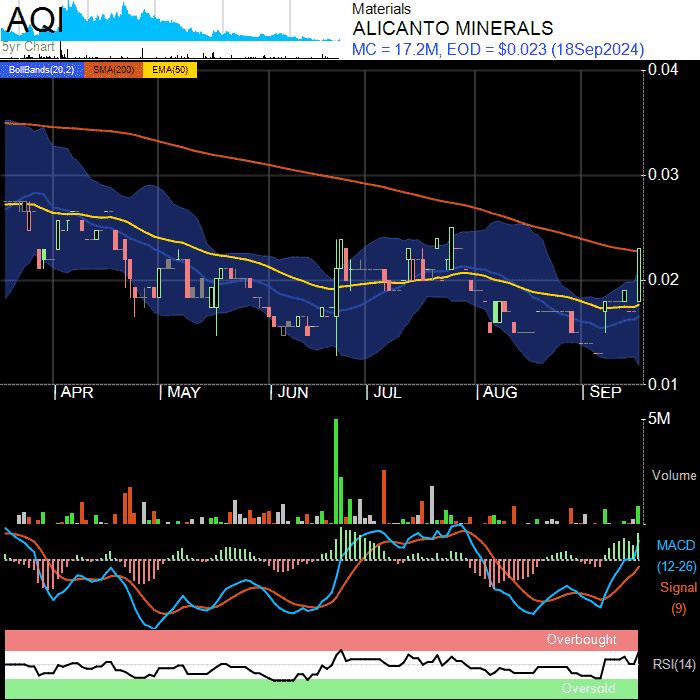 AQI
5yr Chart
Materials
ALICANTO MINERALS
MC = 17.2M, EOD = $0.023 (18Sep2024)
BollBands(20,2) SMA(200) EMA(50)
0.04
0.03
0.02
0.01
APR MAY JUN JUL AUG SEP
5M
Volume
MACD
(12-26)
Signal
(9)
Overbought
RSI(14)
Oversold